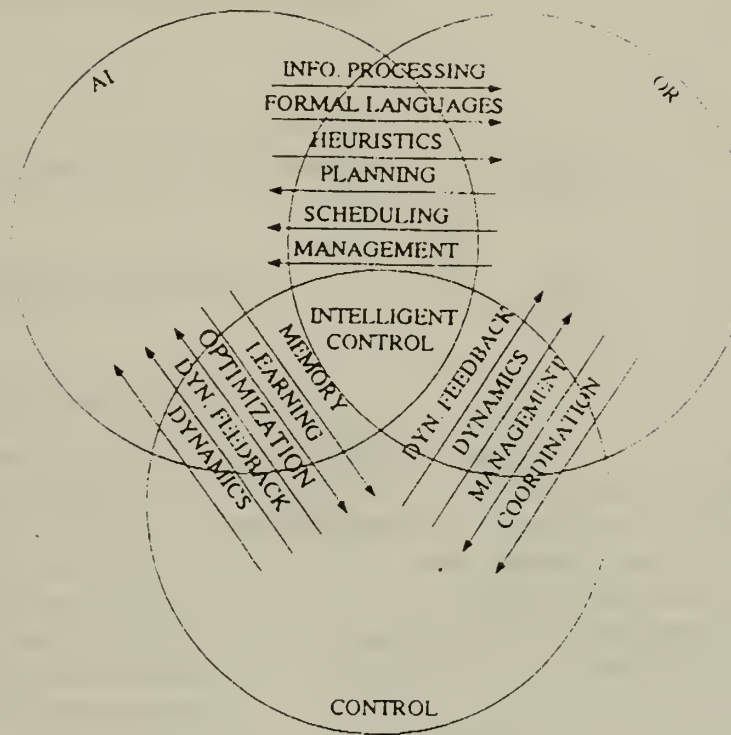 AI
OR
INFO. PROCESSING
FORMAL LANGUAGES
HEURISTICS
PLANNING
SCHEDULING
MANAGEMENT
INTELLIGENT
CONTROL
MEMORY
LEARNING
OPTIMIZATION
DYN. FEEDBACK
DYNAMICS
DYN. FEEDBACK
DYNAMICS
MANAGEMENT
COORDINATION
CONTROL